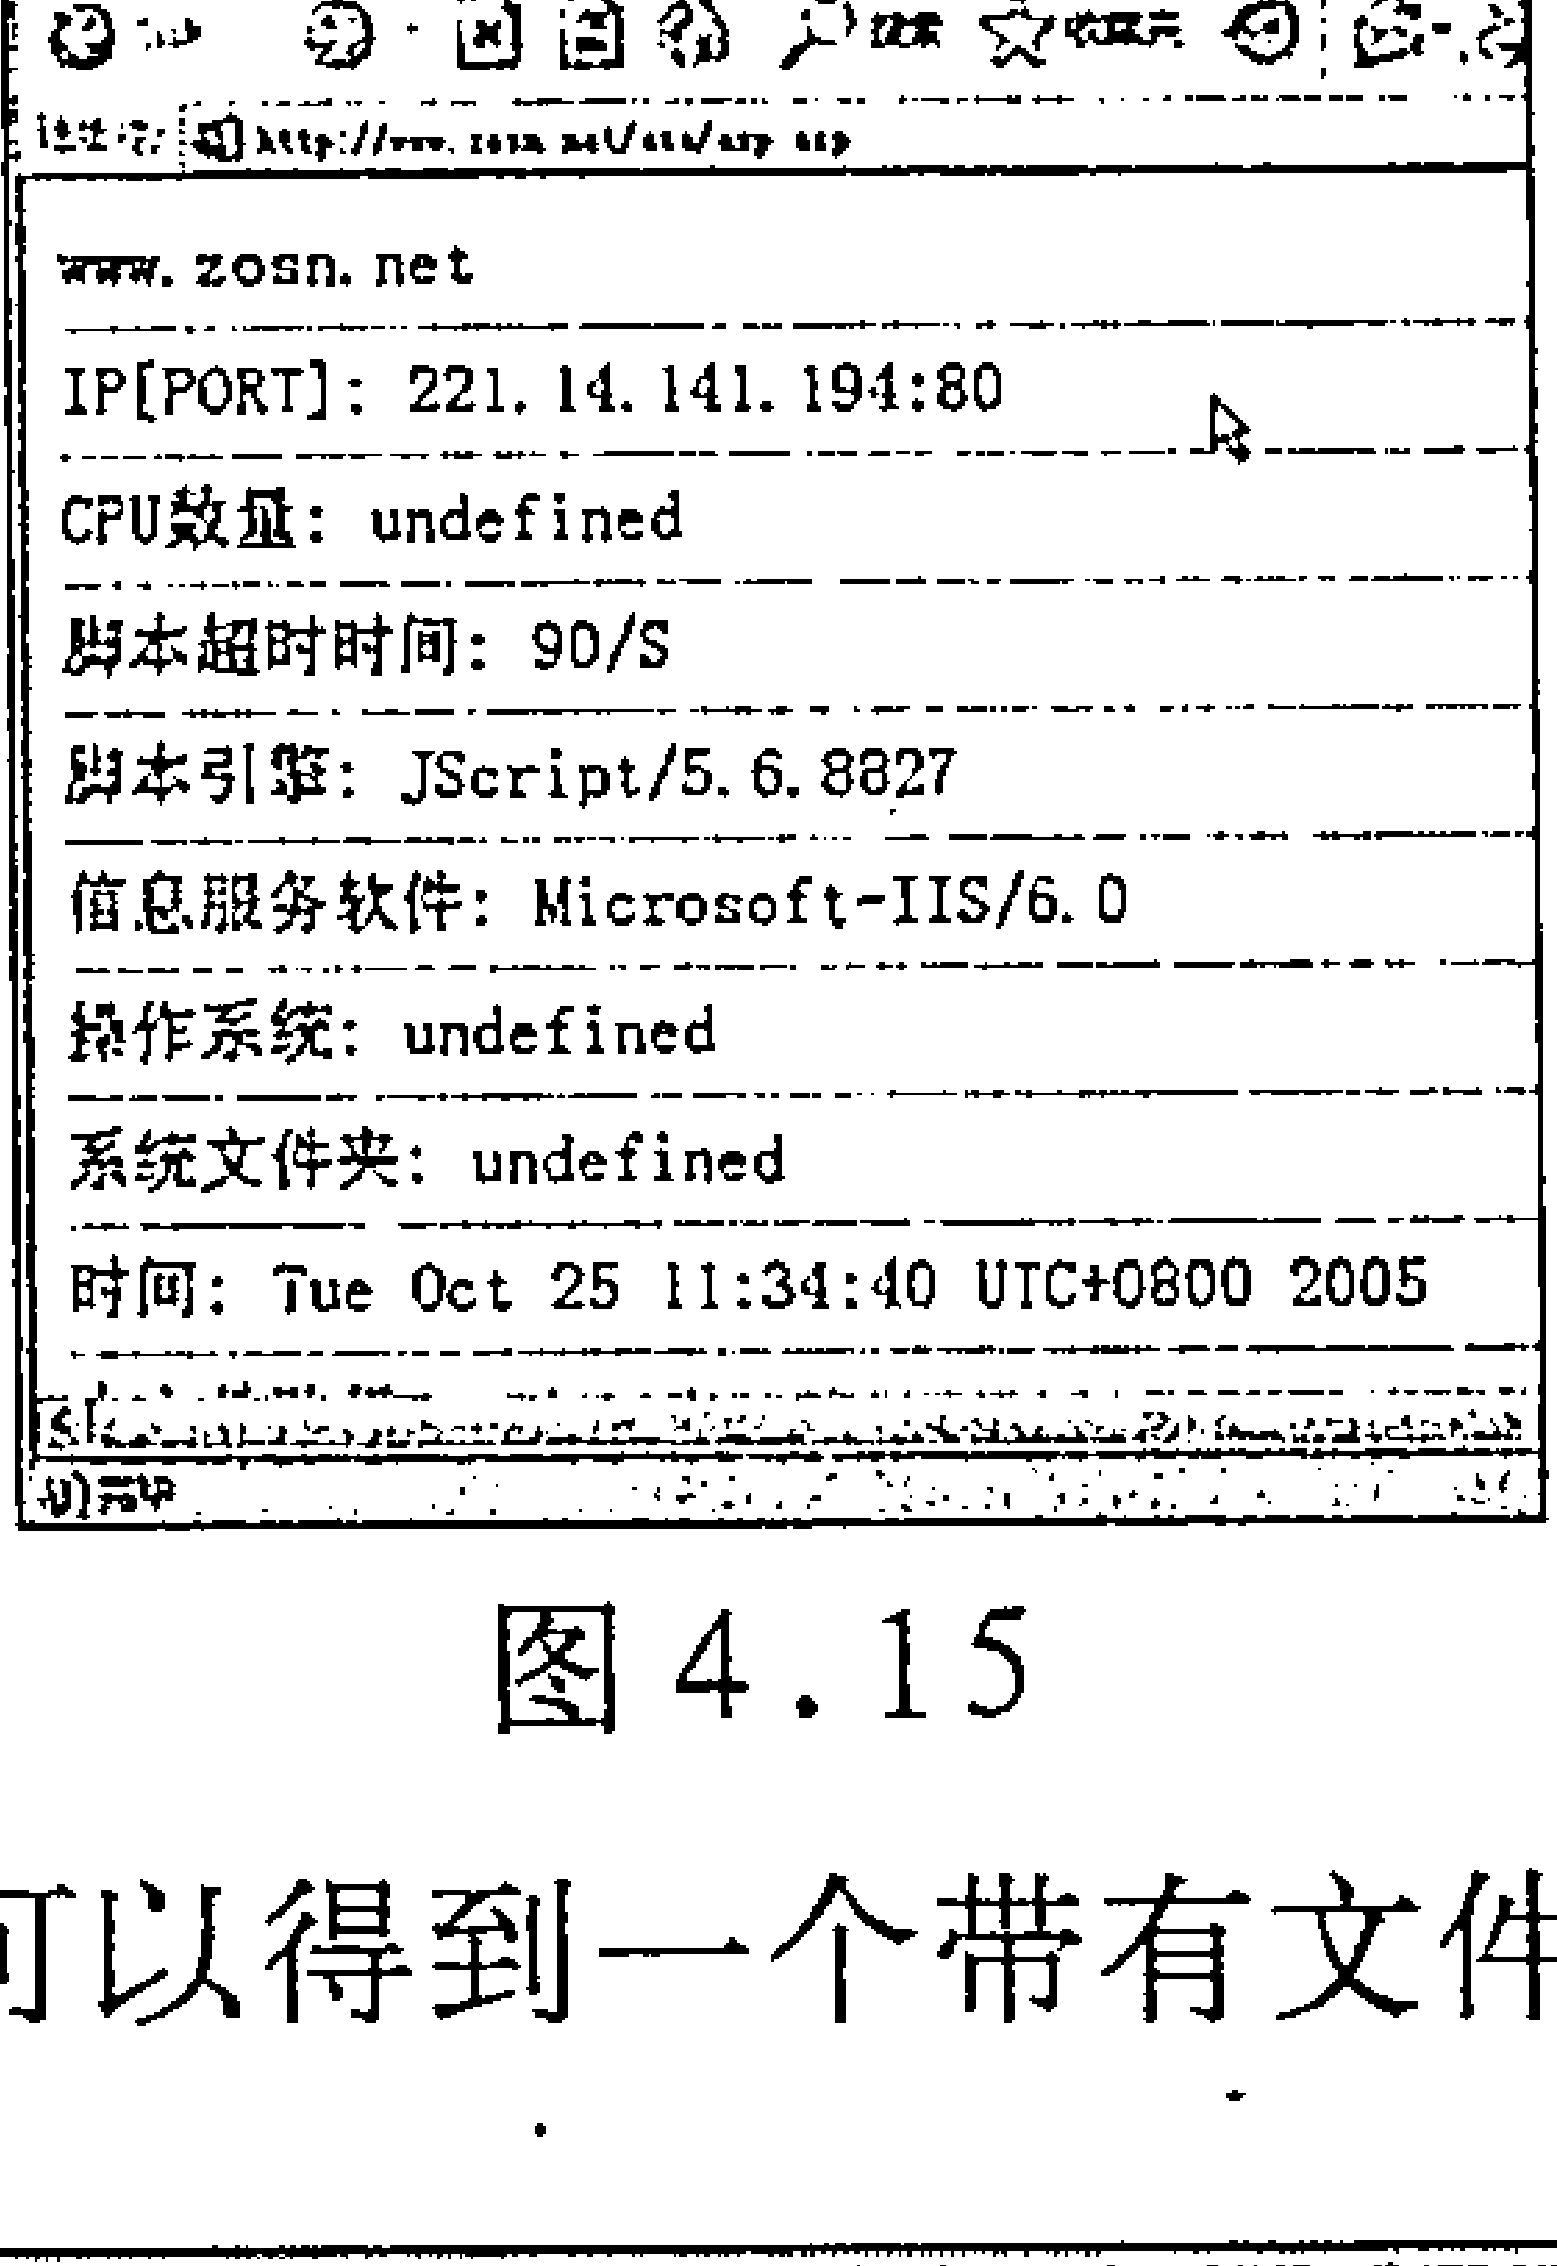 www.zosn.net
IP[PORT]: 221.14.141.194:80
CPU数量: undefined
脚本超时时间: 90/S
脚本引擎: JScript/5.6.8827
信息服务软件: Microsoft-IIS/6.0
操作系统: undefined
系统文件夹: undefined
时间: Tue Oct 25 11:34:40 UTC+0800 2005
图 4.15
可以得到一个带有文件